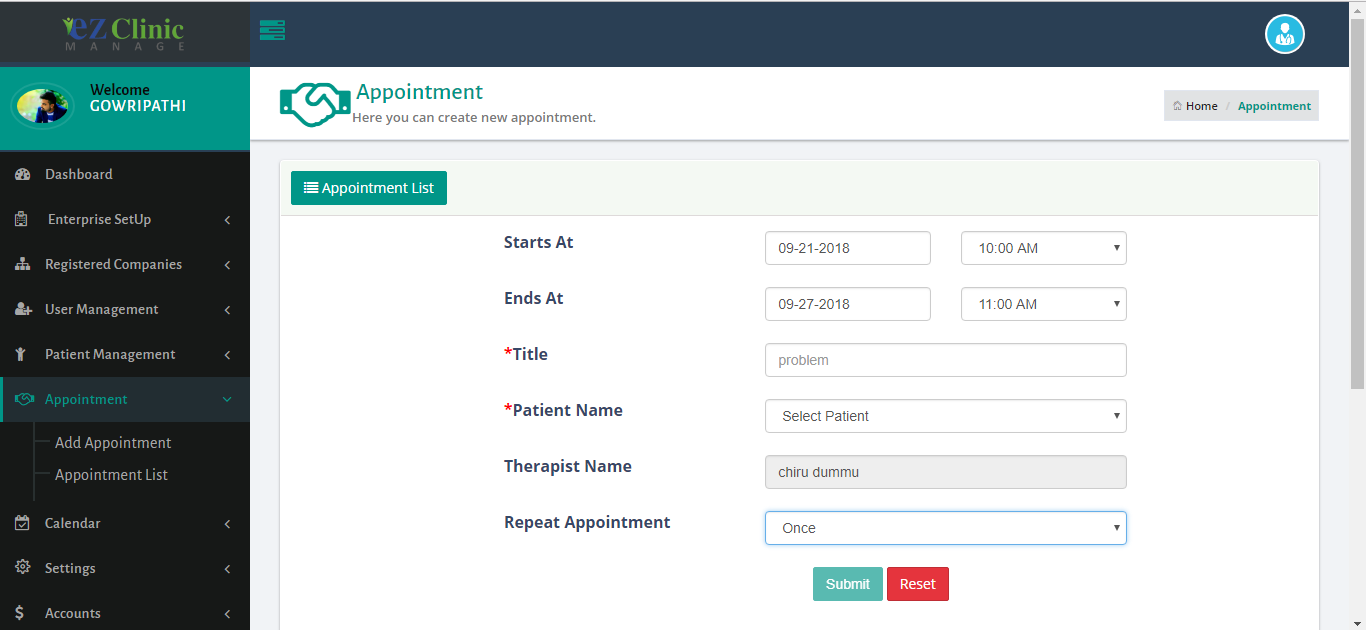 eZ Clinic
MANAGE
Welcome
GOWRIPATHI
Dashboard
Enterprise SetUp
Registered Companies
User Management
Patient Management
Appointment
Add Appointment
Appointment List
Calendar
Settings
Accounts
Appointment
Here you can create new appointment.
Home / Appointment
Appointment List
Starts At 09-21-2018 10:00 AM
Ends At 09-27-2018 11:00 AM
*Title problem
*Patient Name Select Patient
Therapist Name chiru dummu
Repeat Appointment Once
Submit Reset